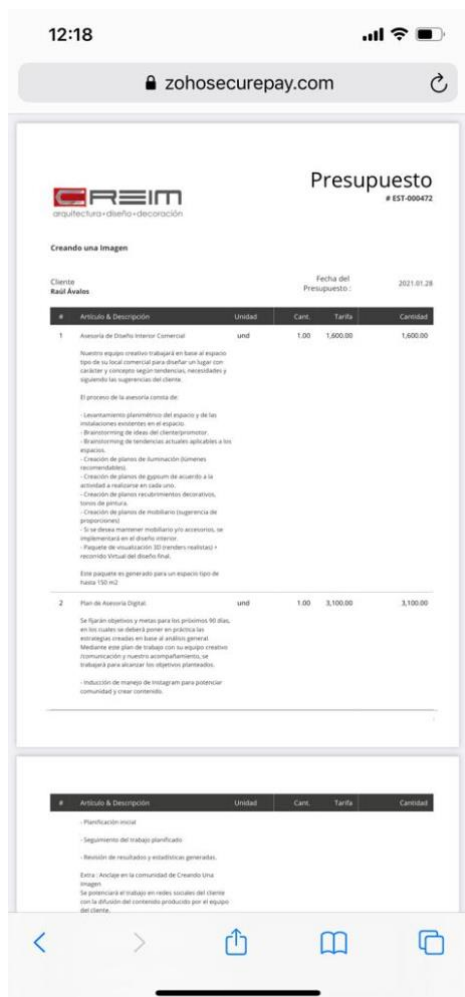 12:18
zohosecurepay.com
Presupuesto
# EST-000472
CREIM
arquitectura+diseño+decoración
Creando una Imagen
Cliente
Raúl Ávalos
Fecha del
Presupuesto :
2021.01.28
# Artículo & Descripción Unidad Cant. Tarifa Cantidad
1 Asesoría de Diseño Interior Comercial und 1.00 1,600.00 1,600.00
Nuestro equipo creativo trabajará en base al espacio
tipo de su local comercial para diseñar un lugar con
carácter y concepto según tendencias, necesidades y
siguiendo las sugerencias del cliente.
El proceso de la asesoría consta de:
- Levantamiento planimétrico del espacio y de las
instalaciones existentes en el espacio.
- Brainstorming de ideas del cliente/promotor.
- Brainstorming de tendencias actuales aplicables a los
espacios.
- Creación de planos de iluminación (lúmenes
recomendables).
- Creación de planos de gypsum de acuerdo a la
actividad a realizarse en cada uno.
- Creación de planos recubrimientos decorativos,
tonos de pintura.
- Creación de planos de mobiliario (sugerencia de
proporciones)
- Si se desea mantener mobiliario y/o accesorios, se
implementará en el diseño interior.
- Paquete de visualización 3D (renders realistas) +
recorrido Virtual del diseño final.
Este paquete es generado para un espacio tipo de
hasta 150 m2
2 Plan de Asesoría Digital. und 1.00 3,100.00 3,100.00
Se fijarán objetivos y metas para los próximos 90 días,
en los cuales se deberá poner en práctica las
estrategias creadas en base al análisis general.
Mediante este plan de trabajo con su equipo creativo
/comunicación y nuestro acompañamiento, se
trabajará para alcanzar los objetivos planteados.
- Inducción de manejo de Instagram para potenciar
comunidad y crear contenido.
# Artículo & Descripción Unidad Cant. Tarifa Cantidad
- Planificación inicial
- Seguimiento del trabajo planificado
- Revisión de resultados y estadísticas generadas.
Extra : Anclaje en la comunidad de Creando Una
Imagen
Se potenciará el trabajo en redes sociales del cliente
con la difusión del contenido producido por el equipo
del cliente.